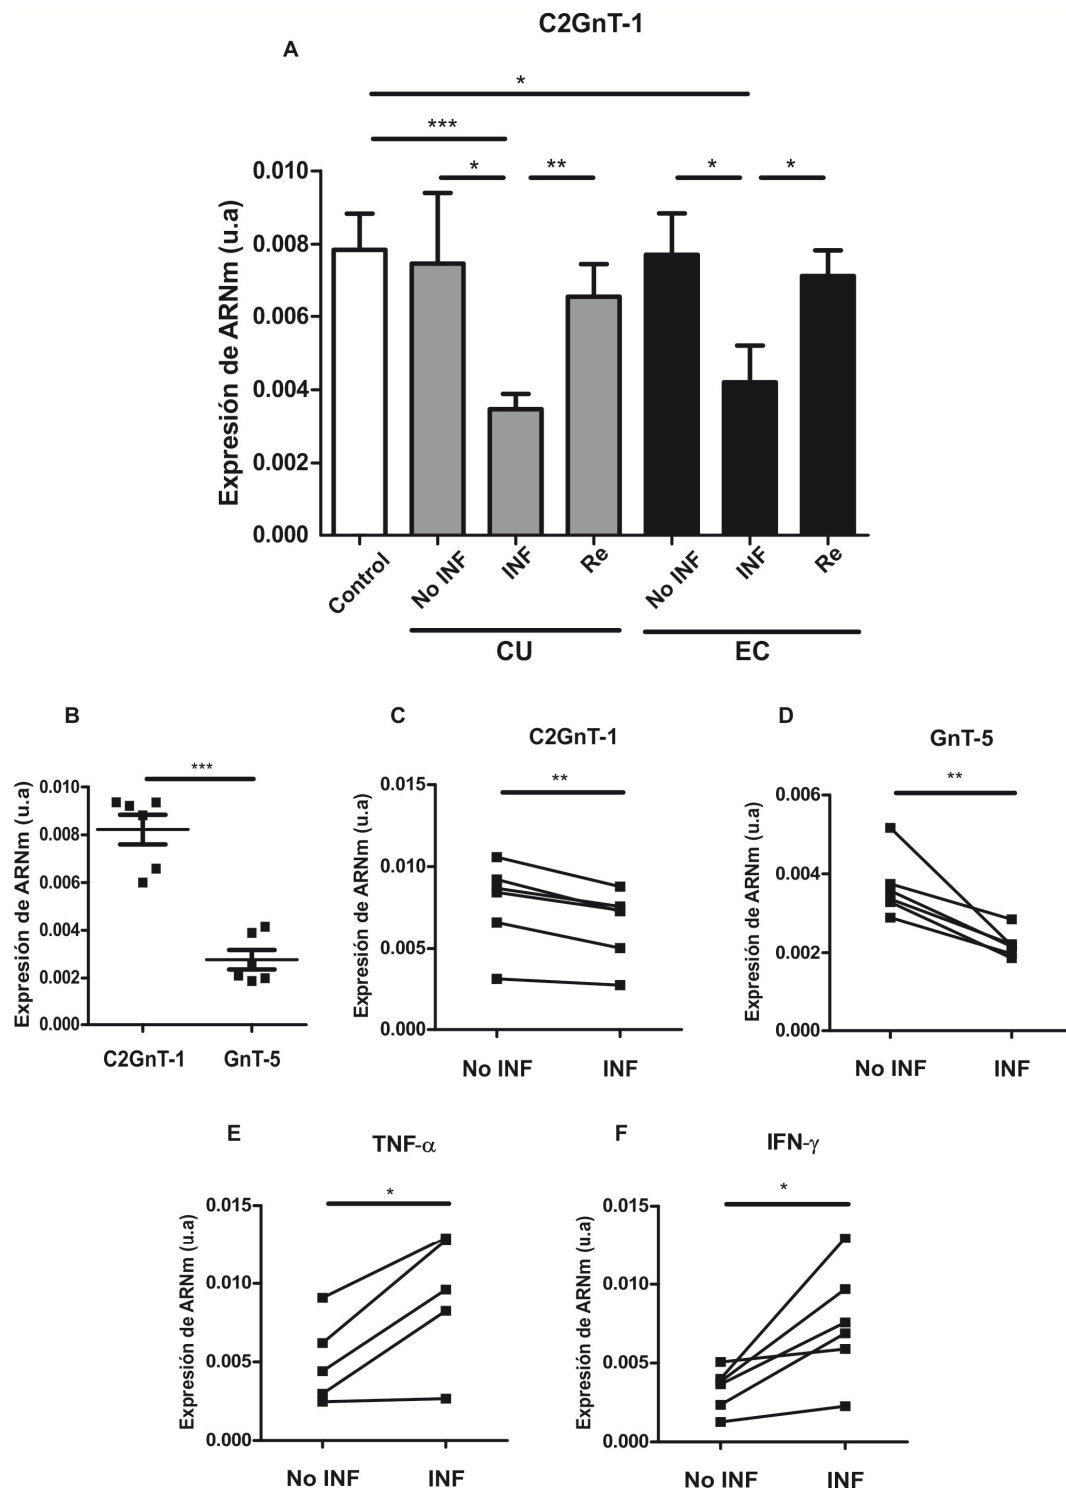 C2GnT-1
A
*
***
*
**
*
*
Expresión de ARNm (u.a)
0.010
0.008
0.006
0.004
0.002
0.000
Control
No INF
INF
Re
No INF
INF
Re
CU
EC
B
***
Expresión de ARNm (u.a)
0.010
0.008
0.006
0.004
0.002
0.000
C2GnT-1
GnT-5
C
C2GnT-1
**
Expresión de ARNm (u.a)
0.015
0.010
0.005
0.000
No INF
INF
D
GnT-5
**
Expresión de ARNm (u.a)
0.006
0.004
0.002
0.000
No INF
INF
E
TNF-α
*
Expresión de ARNm (u.a)
0.015
0.010
0.005
0.000
No INF
INF
F
IFN-γ
*
Expresión de ARNm (u.a)
0.015
0.010
0.005
0.000
No INF
INF